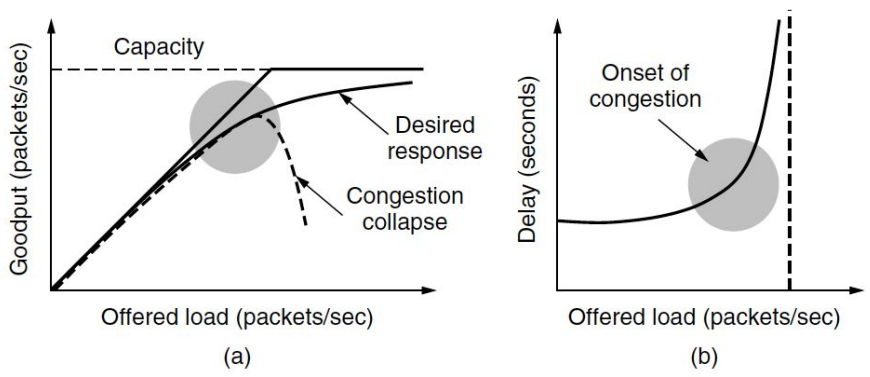 Capacity
Goodput (packets/sec)
Desired
response
Congestion
collapse
Offered load (packets/sec)
(a)
Onset of
congestion
Delay (seconds)
Offered load (packets/sec)
(b)